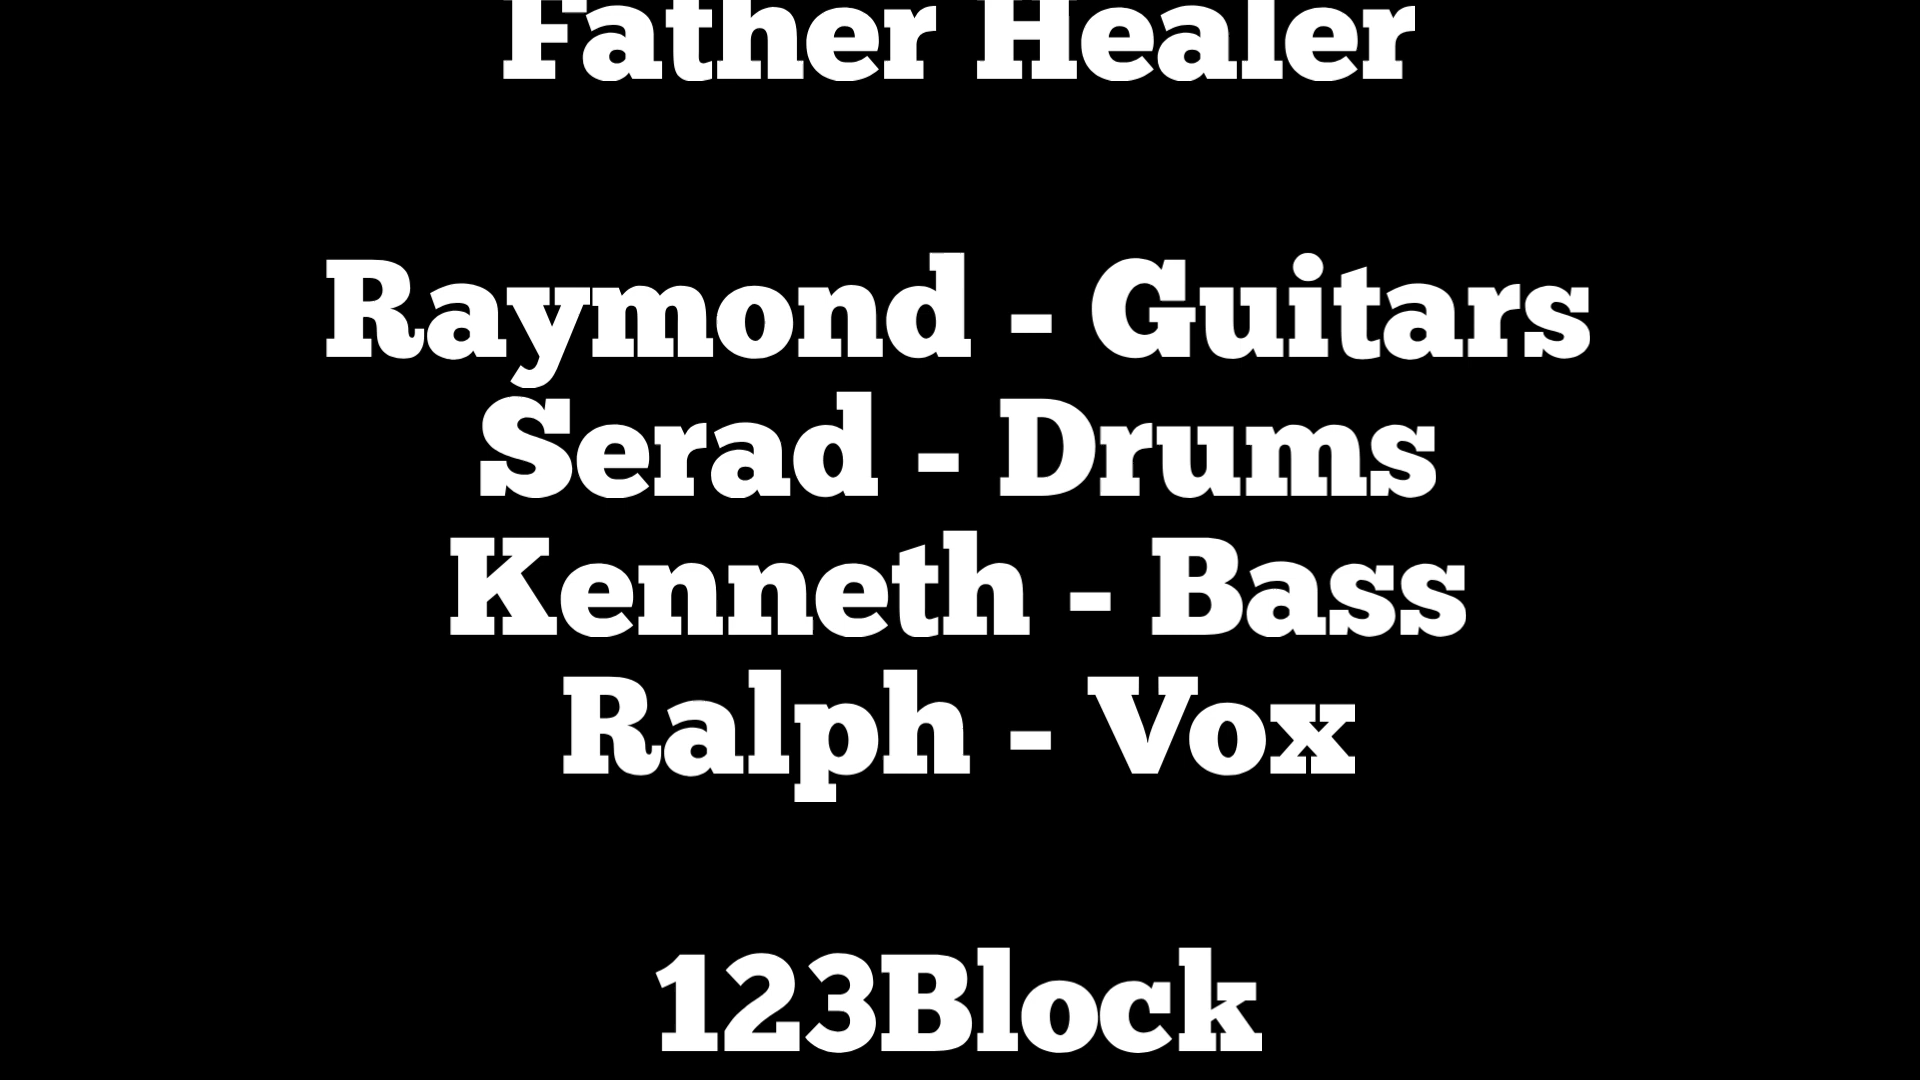 Father Healer
Raymond - Guitars
Serad - Drums
Kenneth - Bass
Ralph - Vox
123Block